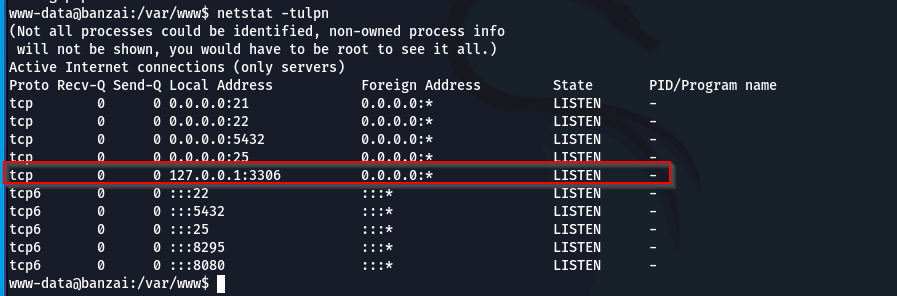 www-data@banzai:/var/www$ netstat -tulpn
(Not all processes could be identified, non-owned process info
 will not be shown, you would have to be root to see it all.)
Active Internet connections (only servers)
Proto Recv-Q Send-Q Local Address           Foreign Address         State       PID/Program name
tcp        0      0 0.0.0.0:21              0.0.0.0:*               LISTEN      -
tcp        0      0 0.0.0.0:22              0.0.0.0:*               LISTEN      -
tcp        0      0 0.0.0.0:5432            0.0.0.0:*               LISTEN      -
tcp        0      0 0.0.0.0:25              0.0.0.0:*               LISTEN      -
tcp        0      0 127.0.0.1:3306          0.0.0.0:*               LISTEN      -
tcp6       0      0 :::22                   :::*                    LISTEN      -
tcp6       0      0 :::5432                 :::*                    LISTEN      -
tcp6       0      0 :::25                   :::*                    LISTEN      -
tcp6       0      0 :::8295                 :::*                    LISTEN      -
tcp6       0      0 :::8080                 :::*                    LISTEN      -
www-data@banzai:/var/www$